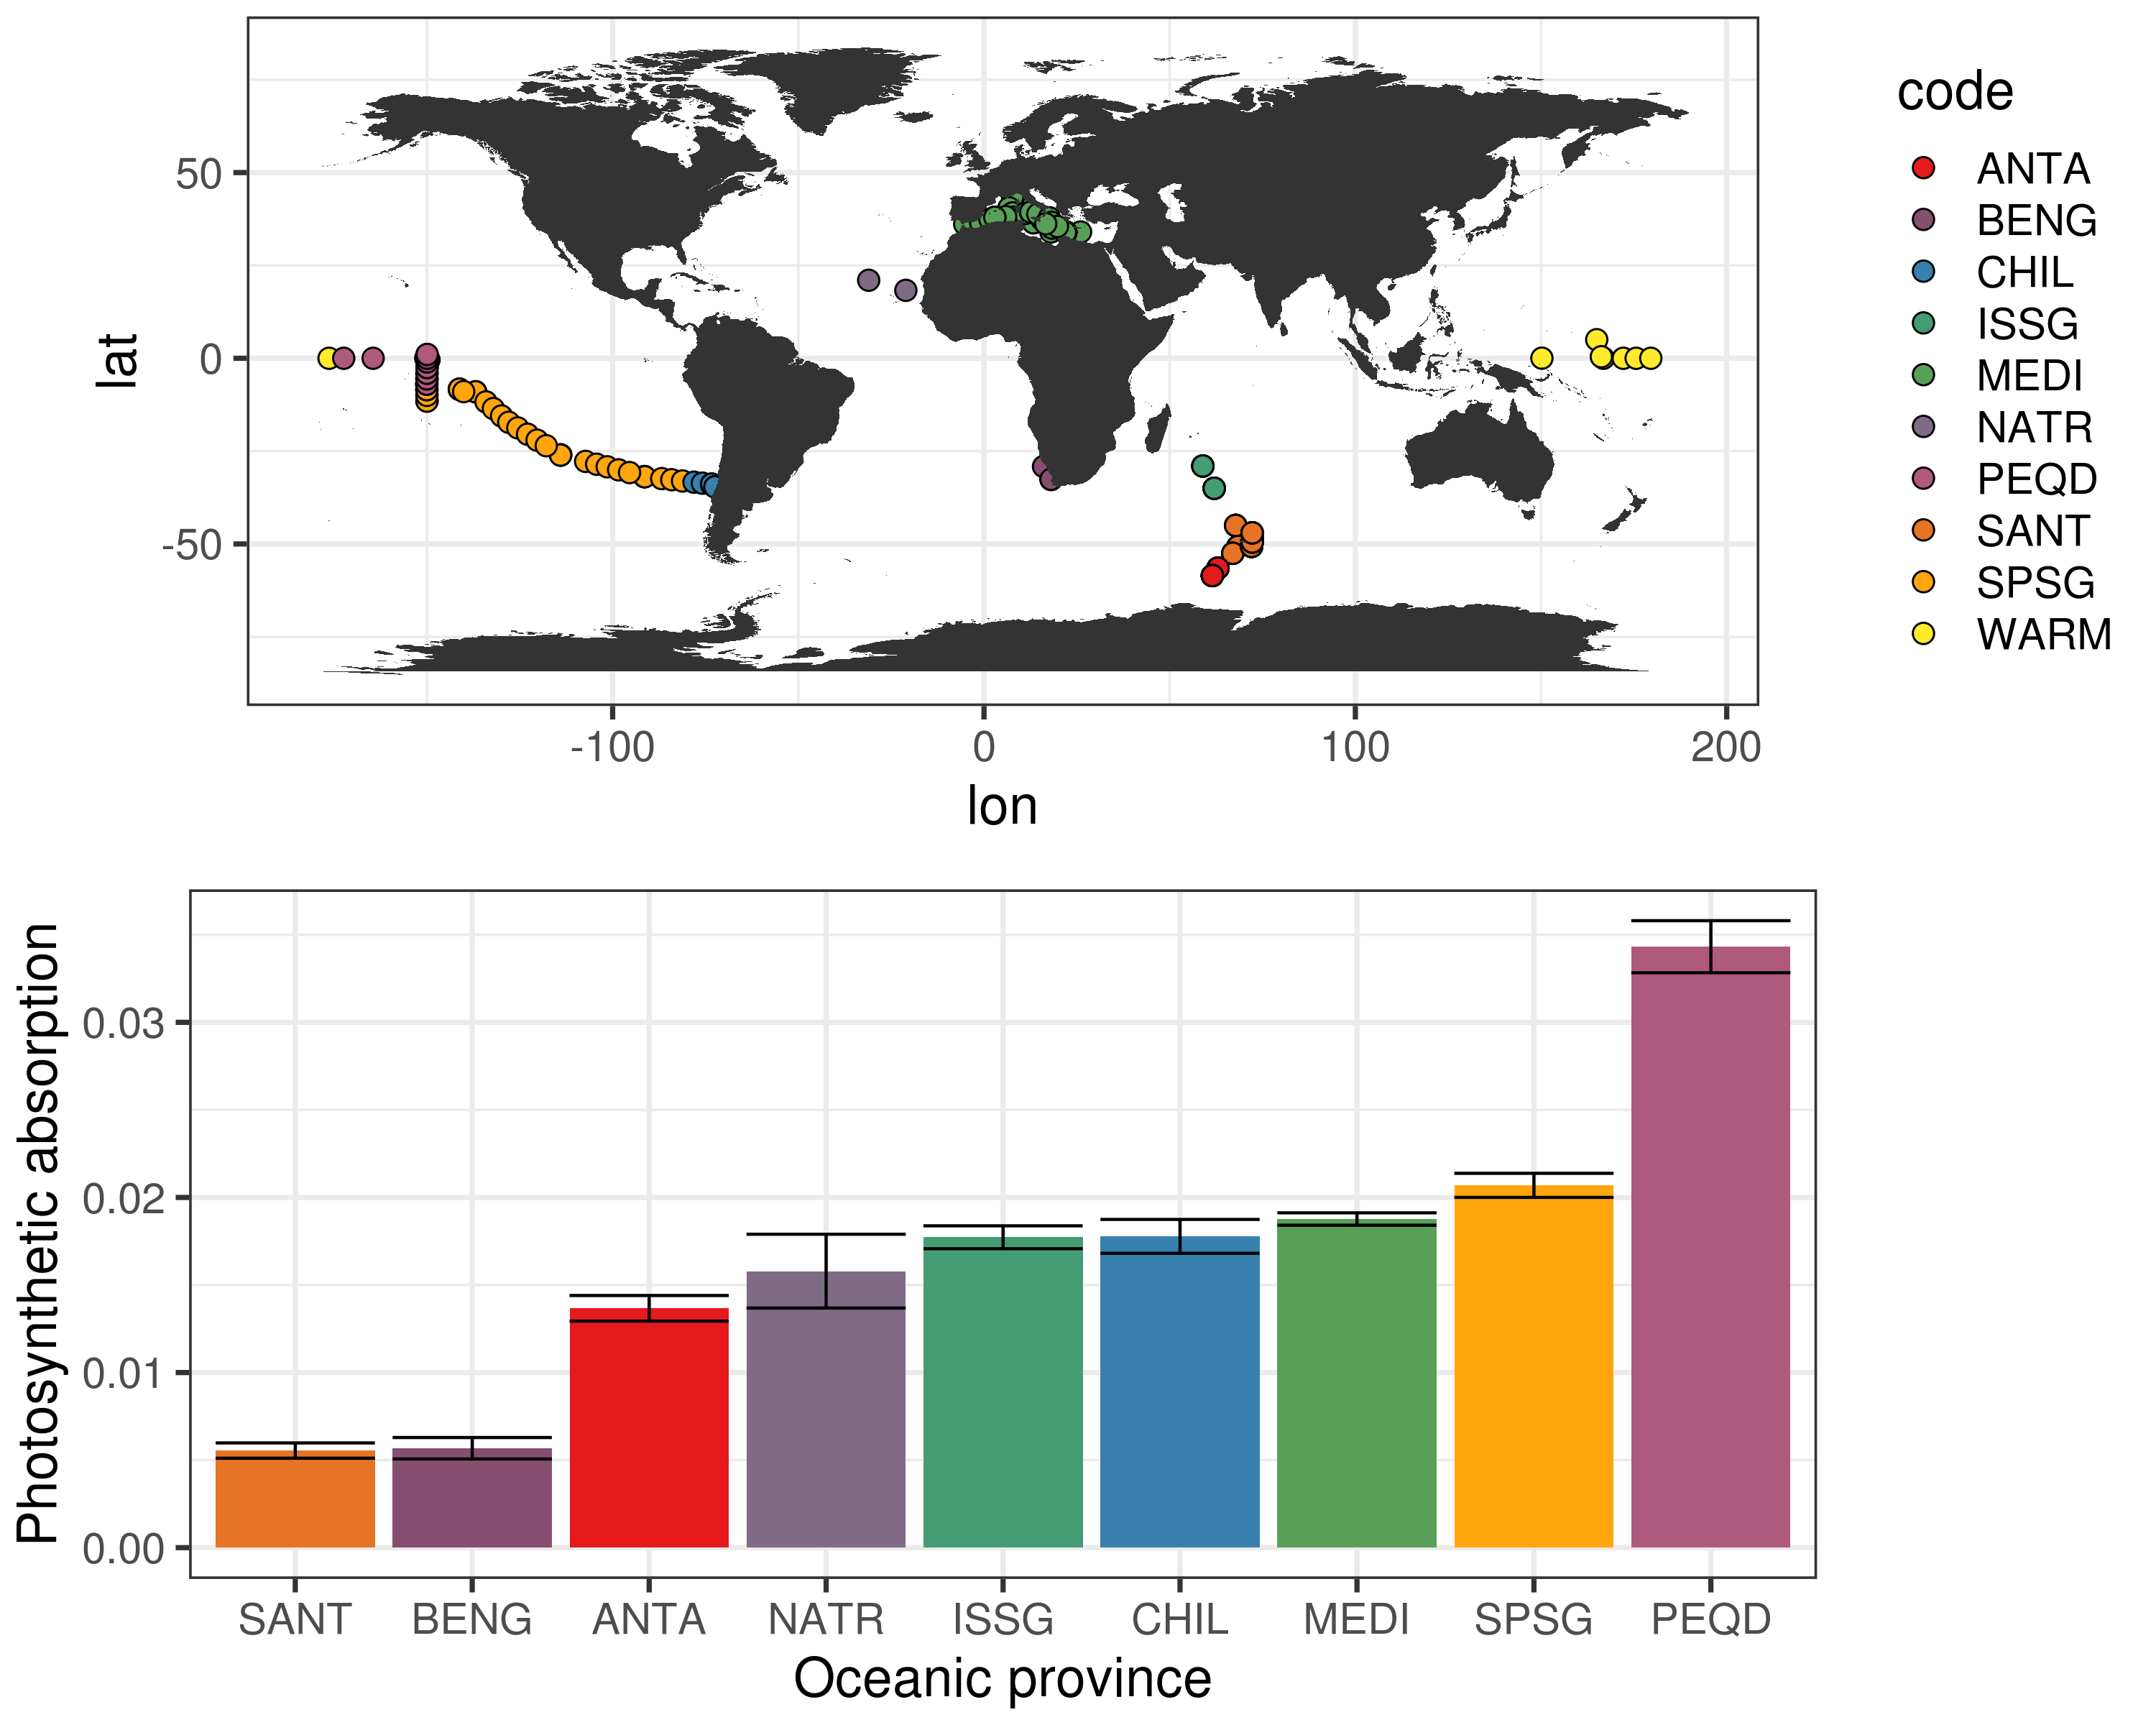 code
ANTA
BENG
CHIL
ISSG
MEDI
NATR
PEQD
SANT
SPSG
WARM
50
0
-50
lat
-100
0
100
200
lon
Photosynthetic absorption
0.03
0.02
0.01
0.00
SANT
BENG
ANTA
NATR
ISSG
CHIL
MEDI
SPSG
PEQD
Oceanic province